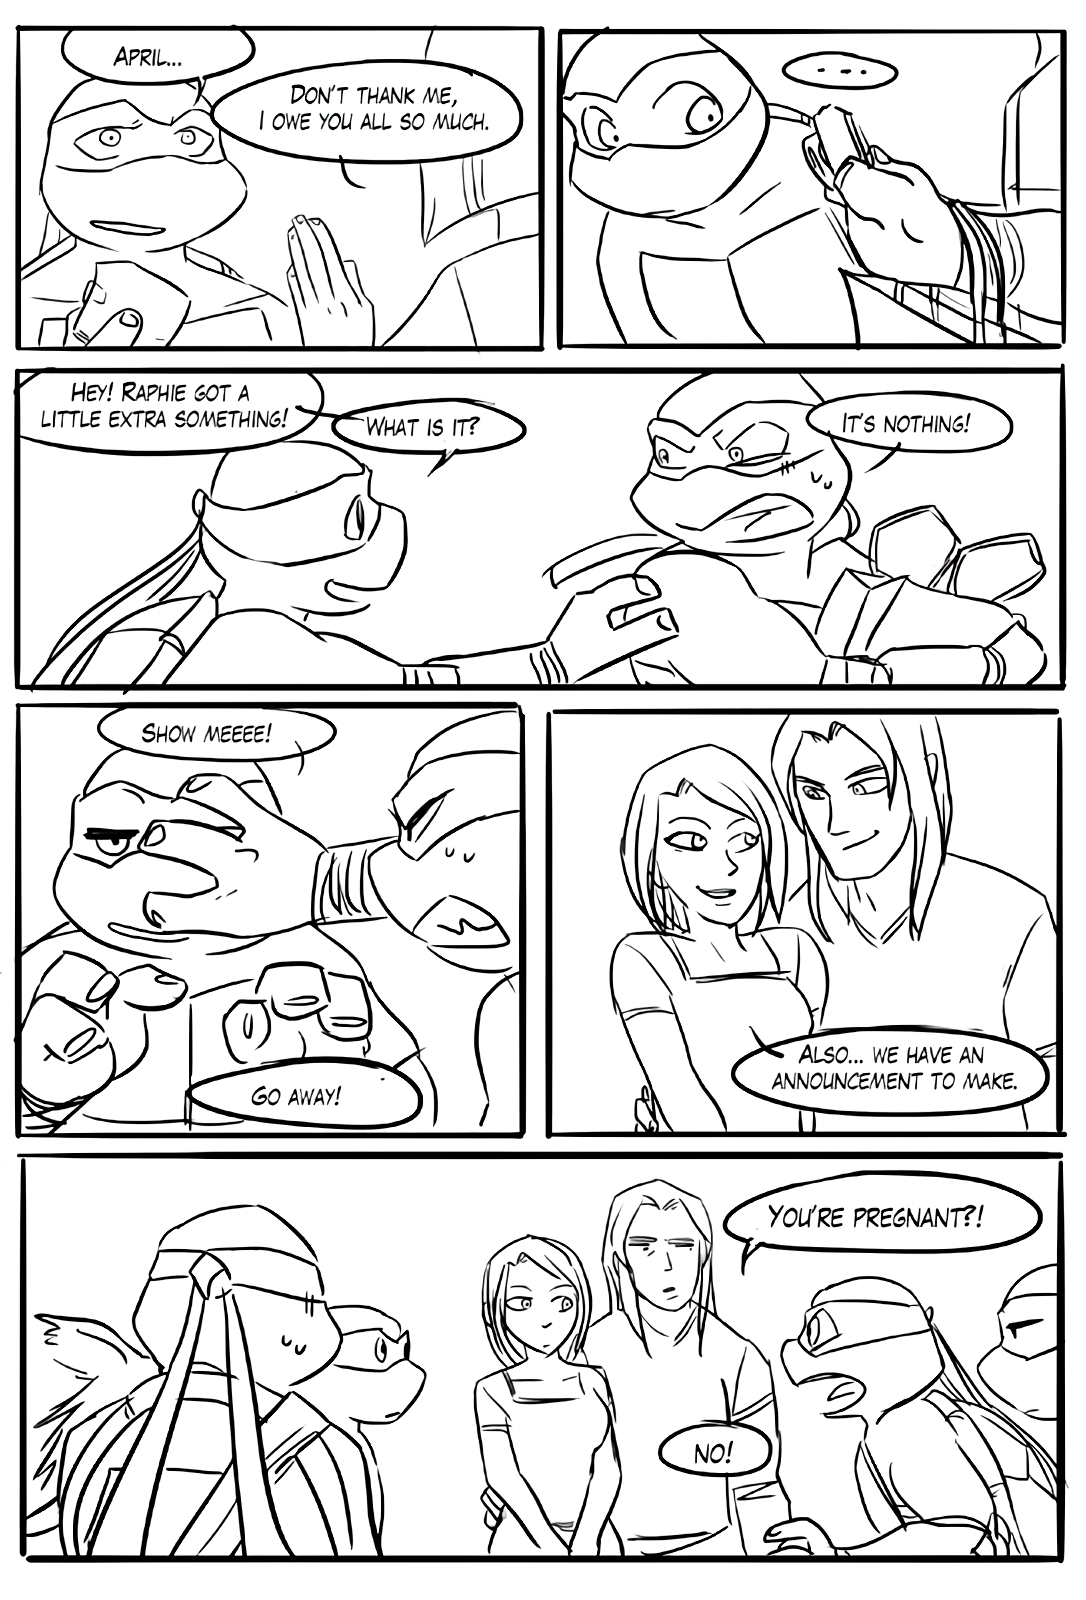 April...
Don't thank me,
I owe you all so much.
...
Hey! Raphie got a
little extra something!
What is it?
It's nothing!
Show meeee!
Go away!
Also... we have an
announcement to make.
You're pregnant?!
No!